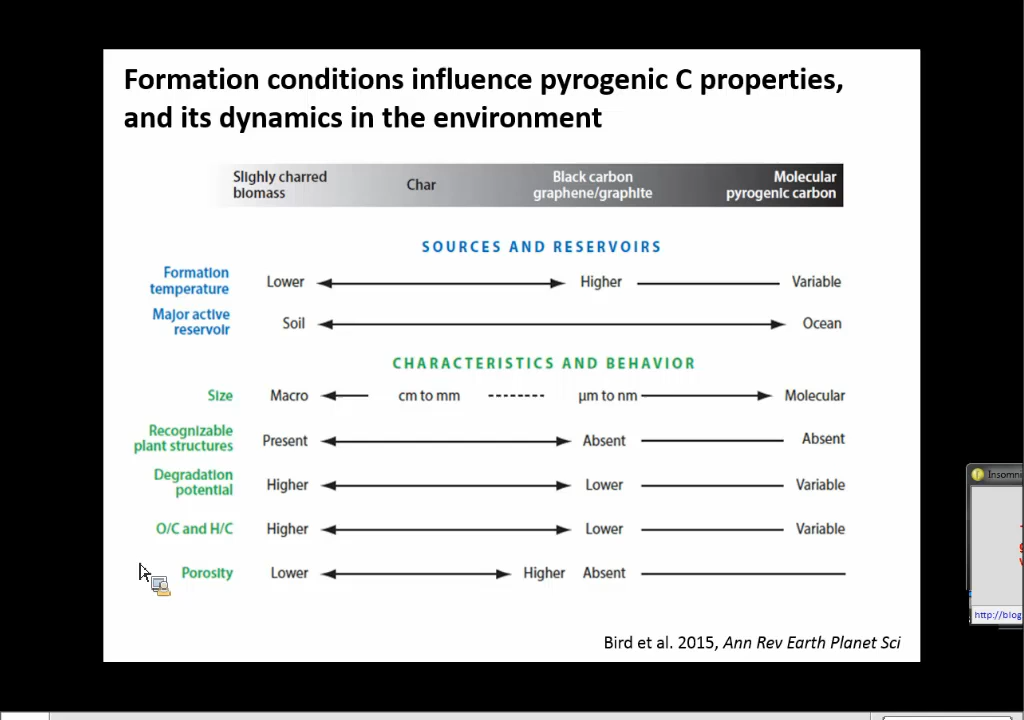 Formation conditions influence pyrogenic C properties,
and its dynamics in the environment
Slighly charred
biomass
Char
Black carbon
graphene/graphite
Molecular
pyrogenic carbon
SOURCES AND RESERVOIRS
Formation
temperature
Lower
Higher
Variable
Major active
reservoir
Soil
Ocean
CHARACTERISTICS AND BEHAVIOR
Size
Macro
cm to mm
µm to nm
Molecular
Recognizable
plant structures
Present
Absent
Absent
Degradation
potential
Higher
Lower
Variable
O/C and H/C
Higher
Lower
Variable
Porosity
Lower
Higher
Absent
Bird et al. 2015, Ann Rev Earth Planet Sci
Insomni
http://blog